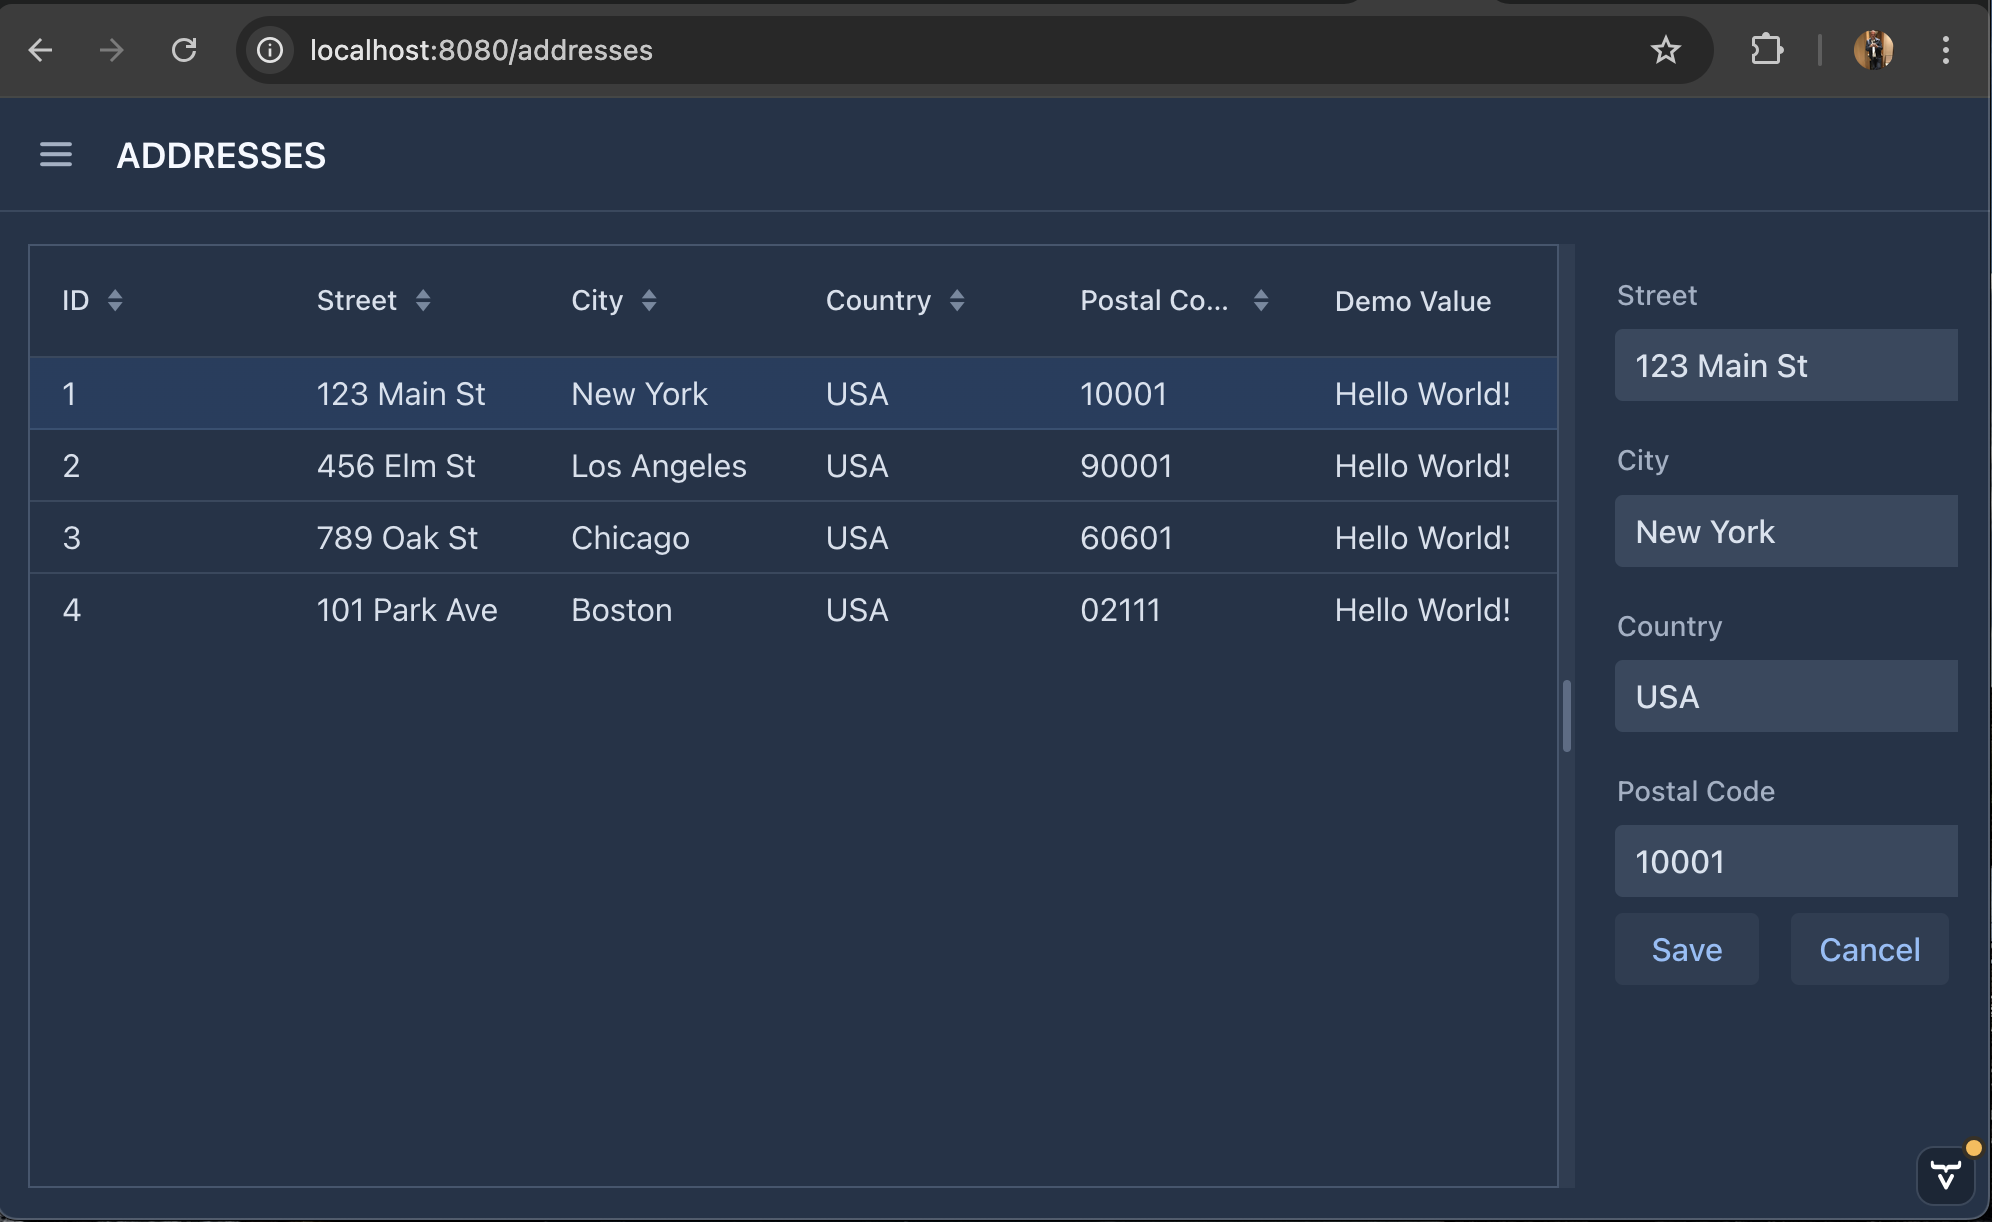 localhost:8080/addresses
ADDRESSES
ID Street City Country Postal Co... Demo Value
1 123 Main St New York USA 10001 Hello World!
2 456 Elm St Los Angeles USA 90001 Hello World!
3 789 Oak St Chicago USA 60601 Hello World!
4 101 Park Ave Boston USA 02111 Hello World!
Street
123 Main St
City
New York
Country
USA
Postal Code
10001
Save Cancel